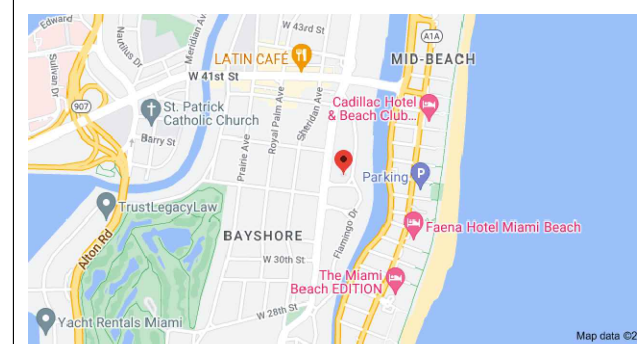 Edward
Dr
Nautilus Dr
Sullivan Dr
Meridian Ave
W 43rd St
A1A
LATIN CAFÉ
MID-BEACH
W 41st St
907
St. Patrick
Catholic Church
Barry St
Prairie Ave
Royal Palm Ave
Sheridan Ave
Cadillac Hotel
& Beach Club...
Parking
P
TrustLegacyLaw
Alton Rd
BAYSHORE
Flamingo Dr
Faena Hotel Miami Beach
W 30th St
The Miami
Beach EDITION
W 28th St
Yacht Rentals Miami
Map data ©2